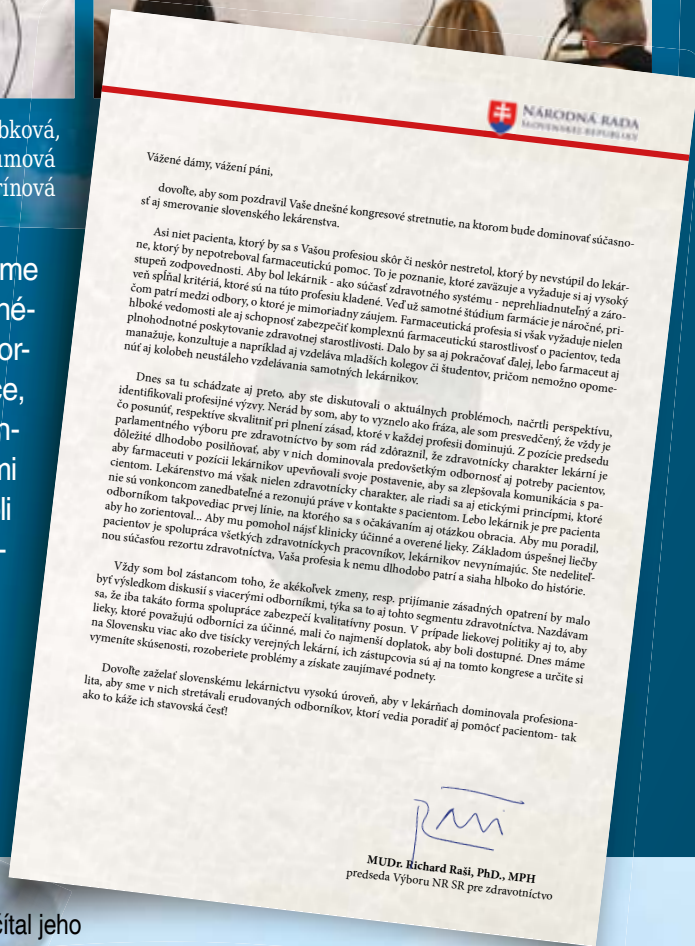 bková,
umová
rínová
me
né-
or-
ce,
n-
mi
li
-
NÁRODNÁ RADA
SLOVENSKEJ REPUBLIKY
Vážené dámy, vážení páni,
dovoľte, aby som pozdravil Vaše dnešné kongresové stretnutie, na ktorom bude dominovať súčasno-
sť aj smerovanie slovenského lekárenstva.
Asi niet pacienta, ktorý by sa s Vašou profesiou skôr či neskôr nestretol, ktorý by nevstúpil do lekár-
ne, ktorý by nepotreboval farmaceutickú pomoc. To je poznanie, ktoré zaväzuje a vyžaduje si aj vysoký
stupeň zodpovednosti. Aby bol lekárnik - ako súčasť zdravotného systému - neprehliadnuteľný a záro-
veň spĺňal kritériá, ktoré sú na túto profesiu kladené. Veď už samotné štúdium farmácie je náročné, pri-
čom patrí medzi odbory, o ktoré je mimoriadny záujem. Farmaceutická profesia si však vyžaduje nielen
hlboké vedomosti ale aj schopnosť zabezpečiť komplexnú farmaceutickú starostlivosť o pacientov, teda
plnohodnotné poskytovanie zdravotnej starostlivosti. Dalo by sa aj pokračovať ďalej, lebo farmaceut aj
manažuje, konzultuje a napríklad aj vzdeláva mladších kolegov či študentov, pričom nemožno opome-
núť aj kolobeh neustáleho vzdelávania samotných lekárnikov.
Dnes sa tu schádzate aj preto, aby ste diskutovali o aktuálnych problémoch, načrtli perspektívu,
identifikovali profesijné výzvy. Nerád by som, aby to vyznelo ako fráza, ale som presvedčený, že vždy je
čo posunúť, respektíve skvalitniť pri plnení zásad, ktoré v každej profesii dominujú. Z pozície predsedu
parlamentného výboru pre zdravotníctvo by som rád zdôraznil, že zdravotnícky charakter lekární je
dôležité dlhodobo posilňovať, aby v nich dominovala predovšetkým odbornosť aj potreby pacientov,
aby farmaceuti v pozícii lekárnikov upevňovali svoje postavenie, aby sa zlepšovala komunikácia s pa-
cientom. Lekárenstvo má však nielen zdravotnícky charakter, ale riadi sa aj etickými princípmi, ktoré
nie sú vonkoncom zanedbateľné a rezonujú práve v kontakte s pacientom. Lebo lekárnik je pre pacienta
odborníkom takpovediac prvej línie, na ktorého sa s očakávaním aj otázkou obracia. Aby mu poradil,
aby ho zorientoval... Aby mu pomohol nájsť klinicky účinné a overené lieky. Základom úspešnej liečby
pacientov je spolupráca všetkých zdravotníckych pracovníkov, lekárnikov nevynímajúc. Ste nedeliteľ-
nou súčasťou rezortu zdravotníctva, Vaša profesia k nemu dlhodobo patrí a siaha hlboko do histórie.
Vždy som bol zástancom toho, že akékoľvek zmeny, resp. prijímanie zásadných opatrení by malo
byť výsledkom diskusií s viacerými odborníkmi, týka sa to aj tohto segmentu zdravotníctva. Nazdávam
sa, že iba takáto forma spolupráce zabezpečí kvalitatívny posun. V prípade liekovej politiky aj to, aby
lieky, ktoré považujú odborníci za účinné, mali čo najmenší doplatok, aby boli dostupné. Dnes máme
na Slovensku viac ako dve tisícky verejných lekární, ich zástupcovia sú aj na tomto kongrese a určite si
vymeníte skúsenosti, rozoberiete problémy a získate zaujímavé podnety.
Dovoľte zaželať slovenskému lekárnictvu vysokú úroveň, aby v lekárňach dominovala profesiona-
lita, aby sme v nich stretávali erudovaných odborníkov, ktorí vedia poradiť aj pomôcť pacientom- tak
ako to káže ich stavovská česť!
MUDr. Richard Raši, PhD., MPH
predseda Výboru NR SR pre zdravotníctvo
čítal jeho